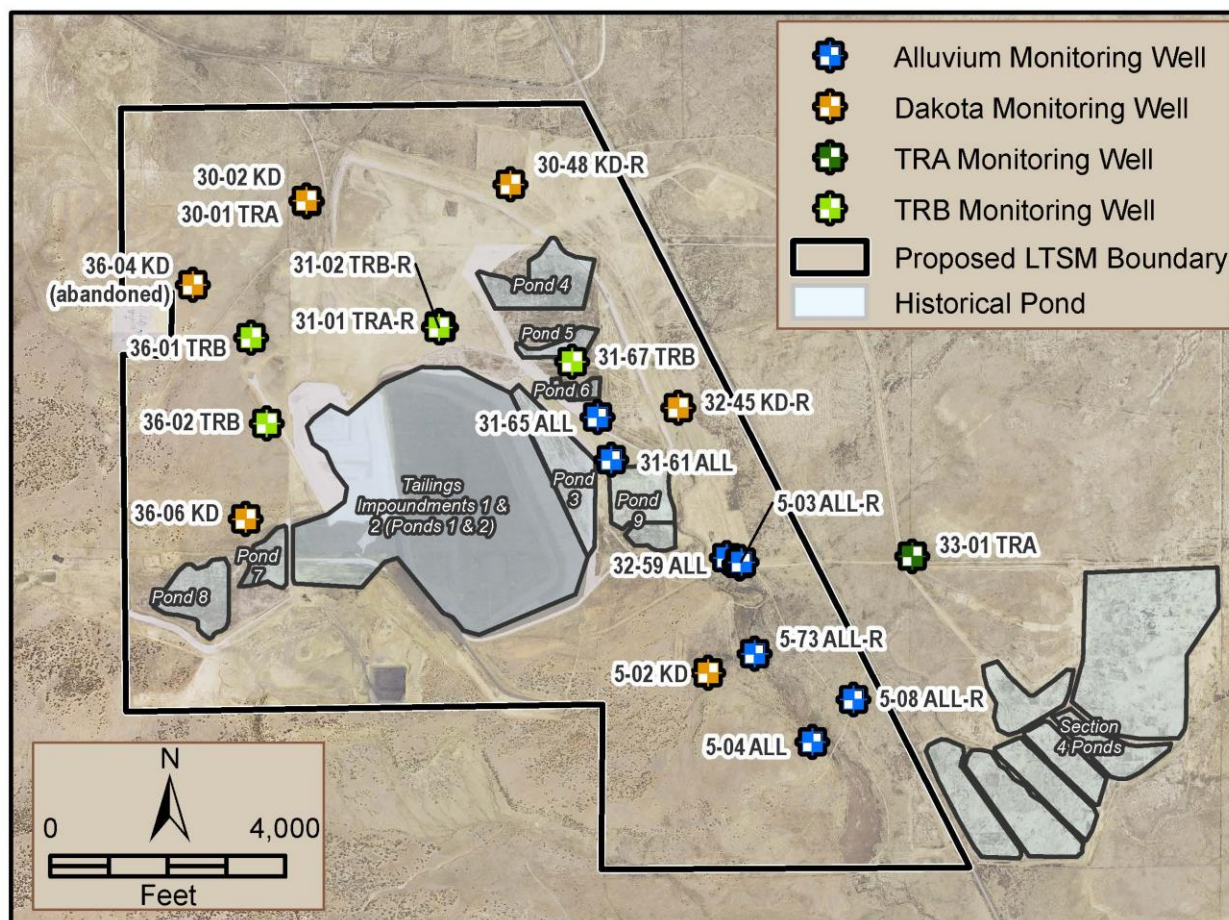 Alluvium Monitoring Well
Dakota Monitoring Well
TRA Monitoring Well
TRB Monitoring Well
Proposed LTSM Boundary
Historical Pond
30-02 KD
30-01 TRA
30-48 KD-R
36-04 KD
(abandoned)
31-02 TRB-R
31-01 TRA-R
Pond 4
Pond 5
36-01 TRB
31-67 TRB
Pond 6
36-02 TRB
31-65 ALL
32-45 KD-R
31-61 ALL
Tailings
Impoundments 1 &
2 (Ponds 1 & 2)
Pond
3
Pond
9
5-03 ALL-R
36-06 KD
Pond
7
Pond 8
32-59 ALL
33-01 TRA
5-73 ALL-R
5-02 KD
5-08 ALL-R
5-04 ALL
Section
4 Ponds
N
0 4,000
Feet